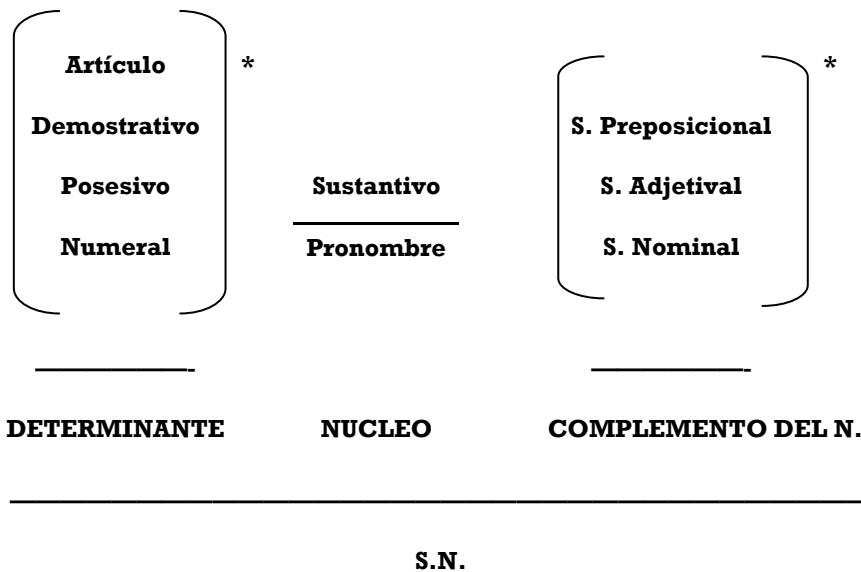 Artículo * *
Demostrativo S. Preposicional
Posesivo Sustantivo S. Adjetival
Numeral Pronombre S. Nominal
DETERMINANTE NUCLEO COMPLEMENTO DEL N.
S.N.